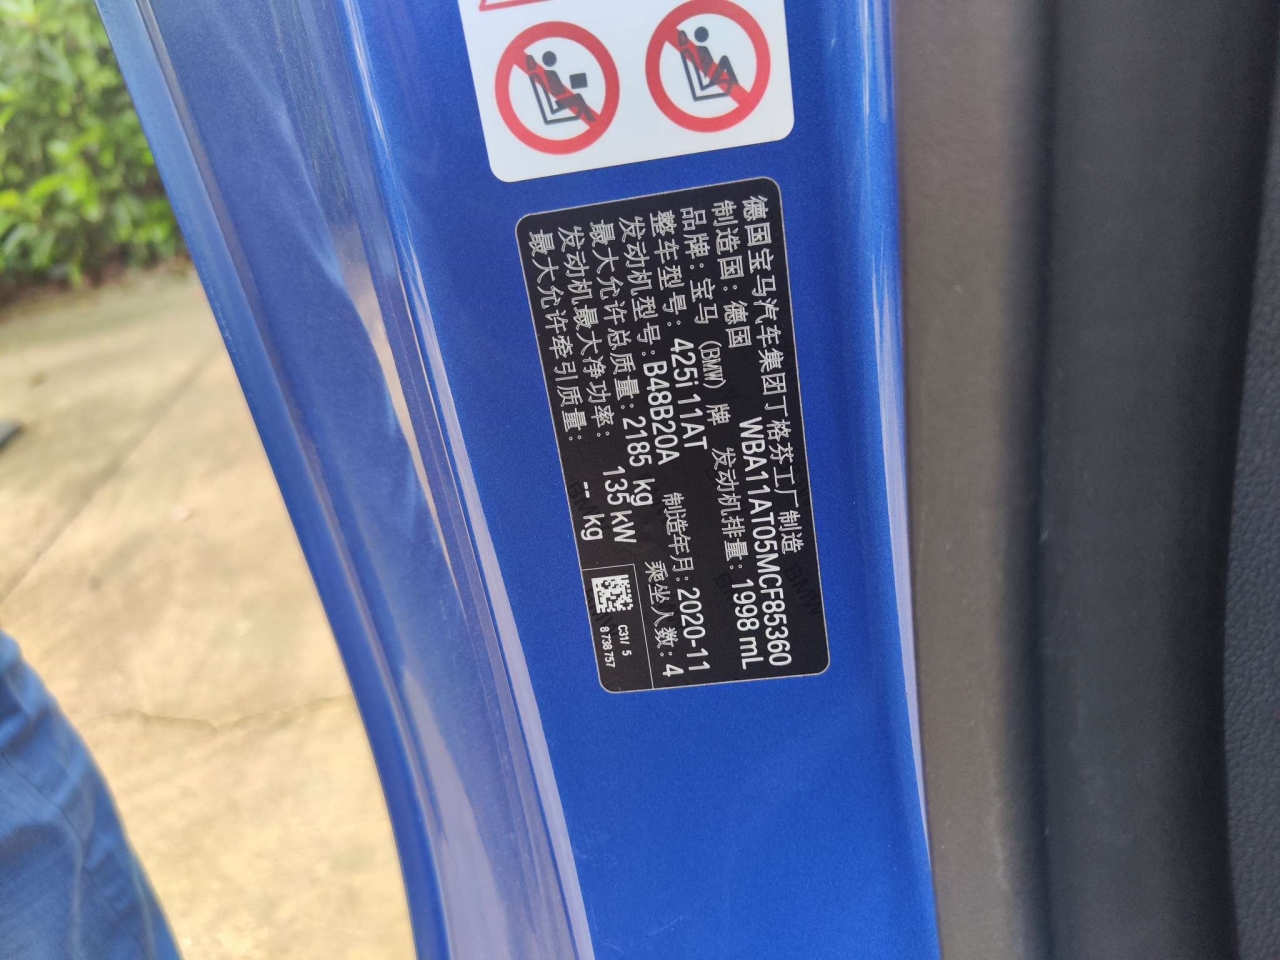 德国宝马汽车集团丁格芬工厂制造
制造国：德国 WBA11AT05MCF85360
品牌：宝马（BMW）牌 发动机排量：1998 mL
整车型号：425i 11AT 制造年月：2020-11
发动机型号：B48B20A 乘坐人数：4
最大允许总质量：2185 kg
发动机最大净功率： 135 kW
最大允许牵引质量： -- kg
C31/ 5
8 738 757